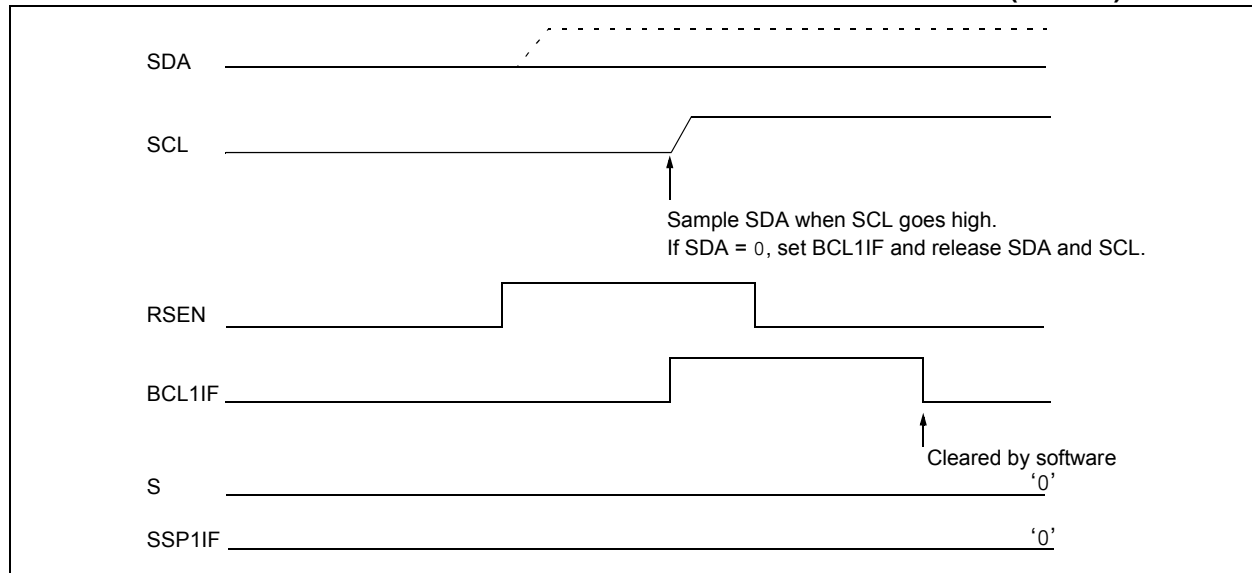 SDA
SCL
Sample SDA when SCL goes high.
If SDA = 0, set BCL1IF and release SDA and SCL.
RSEN
BCL1IF
Cleared by software
S
‘0’
SSP1IF
‘0’